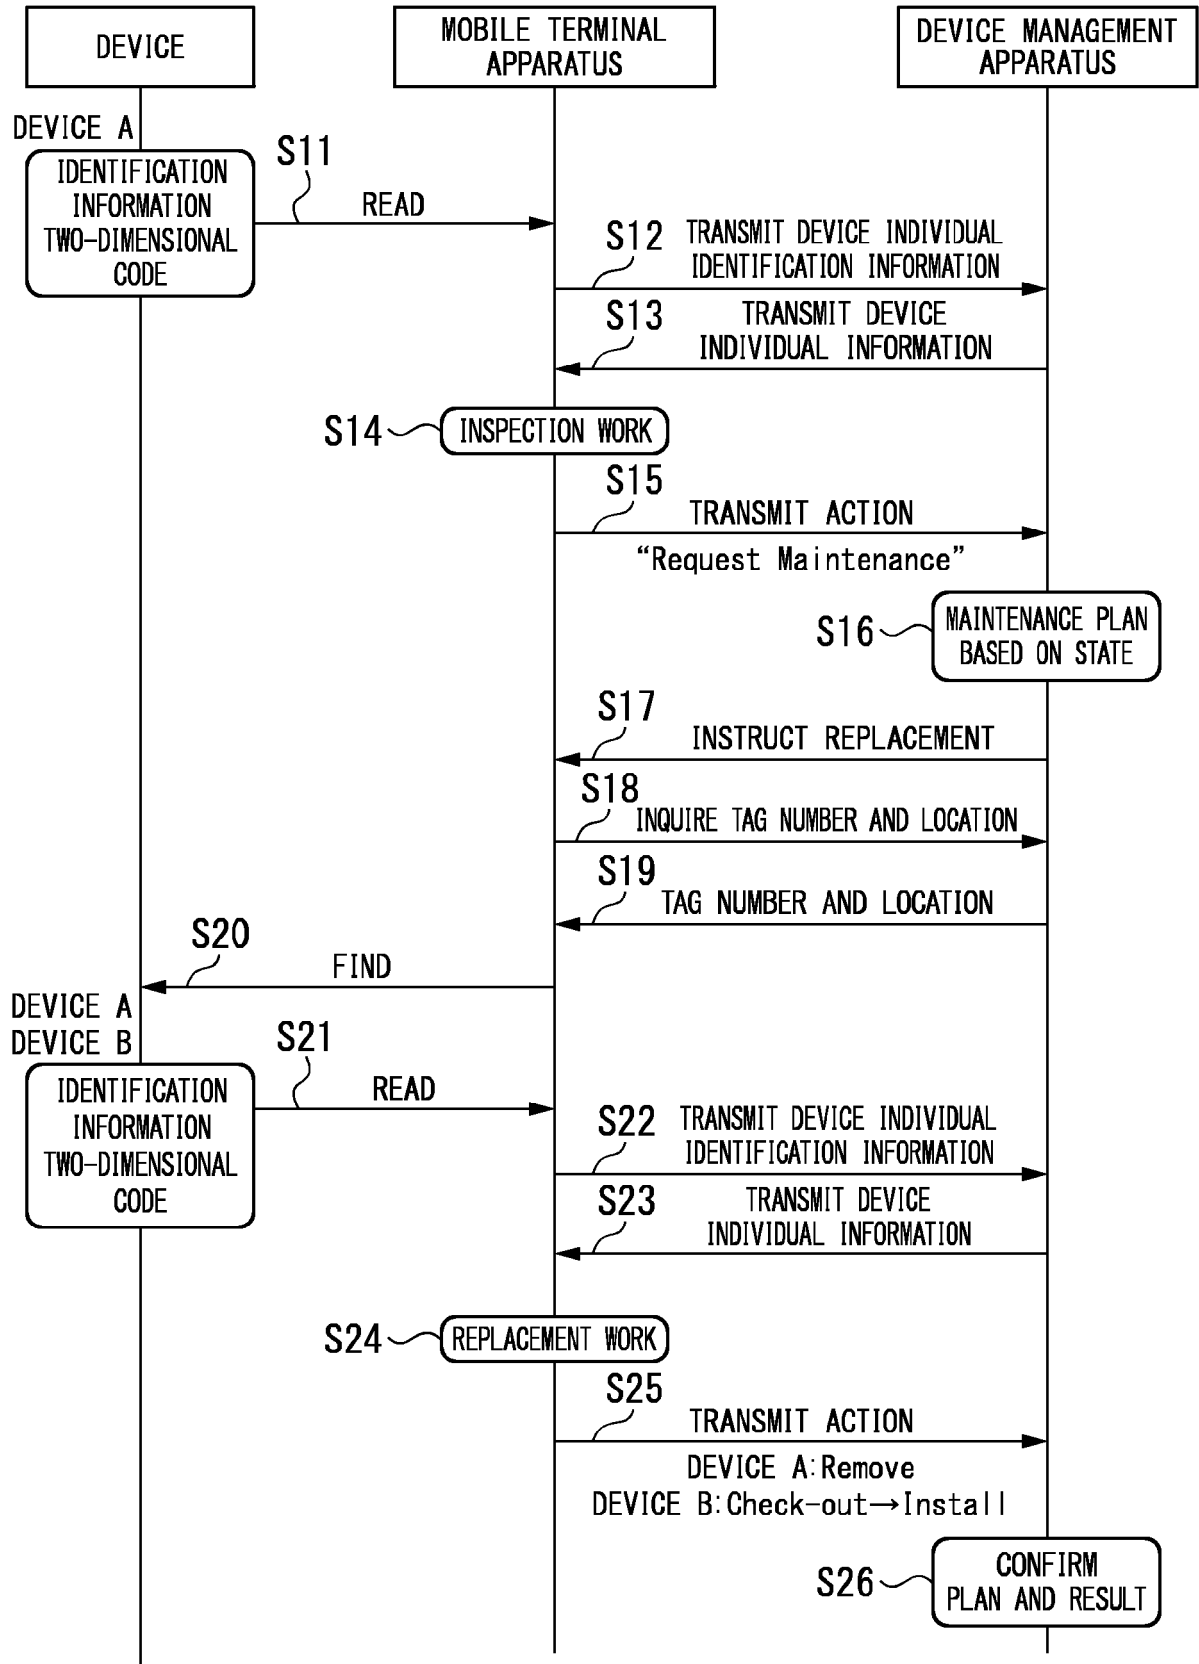 DEVICE
MOBILE TERMINAL
APPARATUS
DEVICE MANAGEMENT
APPARATUS
DEVICE A
IDENTIFICATION
INFORMATION
TWO-DIMENSIONAL
CODE
S11
READ
S12
TRANSMIT DEVICE INDIVIDUAL
IDENTIFICATION INFORMATION
S13
TRANSMIT DEVICE
INDIVIDUAL INFORMATION
S14
INSPECTION WORK
S15
TRANSMIT ACTION
“Request Maintenance”
S16
MAINTENANCE PLAN
BASED ON STATE
S17
INSTRUCT REPLACEMENT
S18
INQUIRE TAG NUMBER AND LOCATION
S19
TAG NUMBER AND LOCATION
S20
FIND
DEVICE A
DEVICE B
IDENTIFICATION
INFORMATION
TWO-DIMENSIONAL
CODE
S21
READ
S22
TRANSMIT DEVICE INDIVIDUAL
IDENTIFICATION INFORMATION
S23
TRANSMIT DEVICE
INDIVIDUAL INFORMATION
S24
REPLACEMENT WORK
S25
TRANSMIT ACTION
DEVICE A:Remove
DEVICE B:Check-out→Install
S26
CONFIRM
PLAN AND RESULT